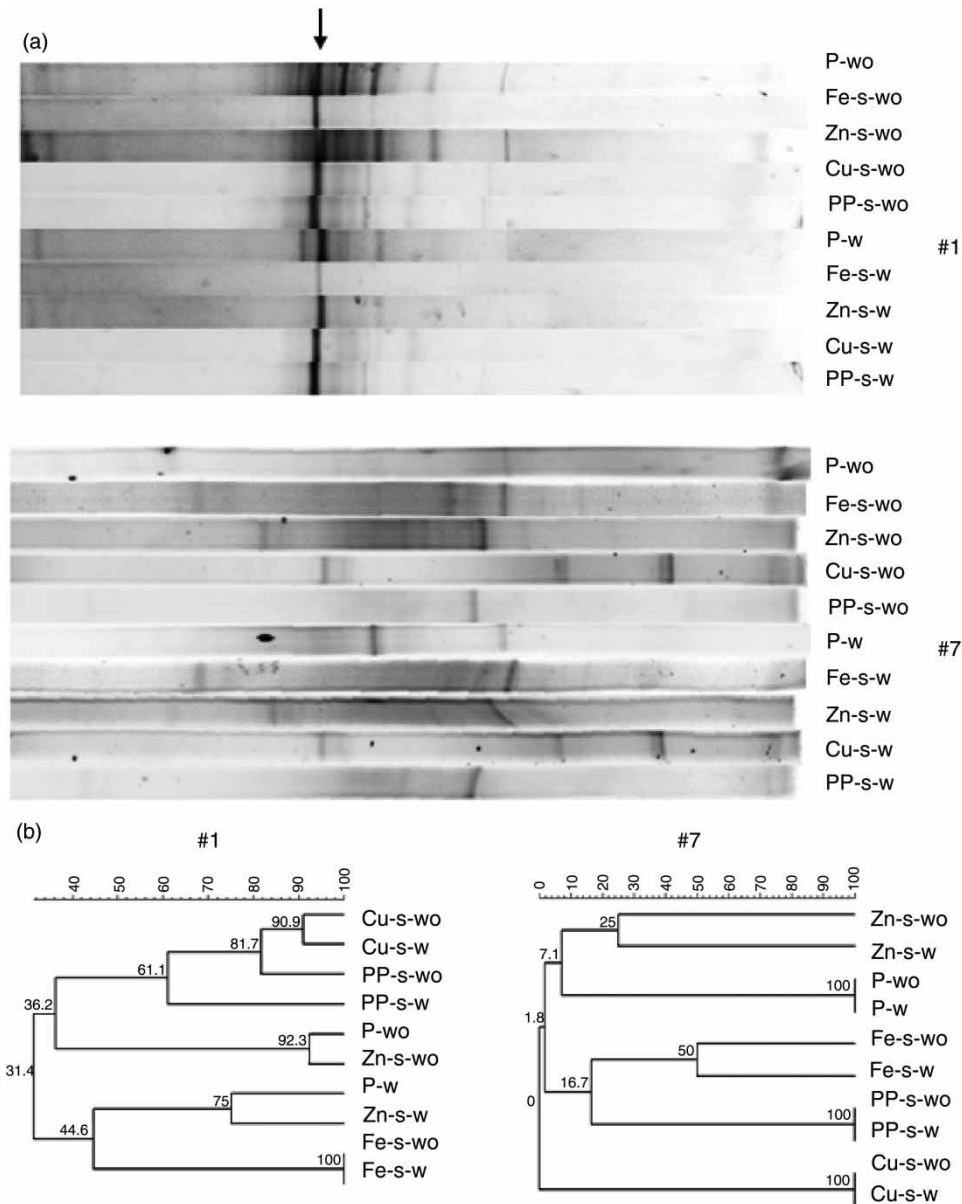 (a)
P-wo
Fe-s-wo
Zn-s-wo
Cu-s-wo
PP-s-wo
P-w
Fe-s-w
Zn-s-w
Cu-s-w
PP-s-w
#1
P-wo
Fe-s-wo
Zn-s-wo
Cu-s-wo
PP-s-wo
P-w
Fe-s-w
Zn-s-w
Cu-s-w
PP-s-w
#7
(b)
#1
40 50 60 70 80 90 100
90.9
81.7
61.1
36.2
92.3
31.4
75
44.6
100
Cu-s-wo
Cu-s-w
PP-s-wo
PP-s-w
P-wo
Zn-s-wo
P-w
Zn-s-w
Fe-s-wo
Fe-s-w
#7
0 10 20 30 40 50 60 70 80 90 100
25
7.1
100
1.8
50
16.7
0
100
100
Zn-s-wo
Zn-s-w
P-wo
P-w
Fe-s-wo
Fe-s-w
PP-s-wo
PP-s-w
Cu-s-wo
Cu-s-w